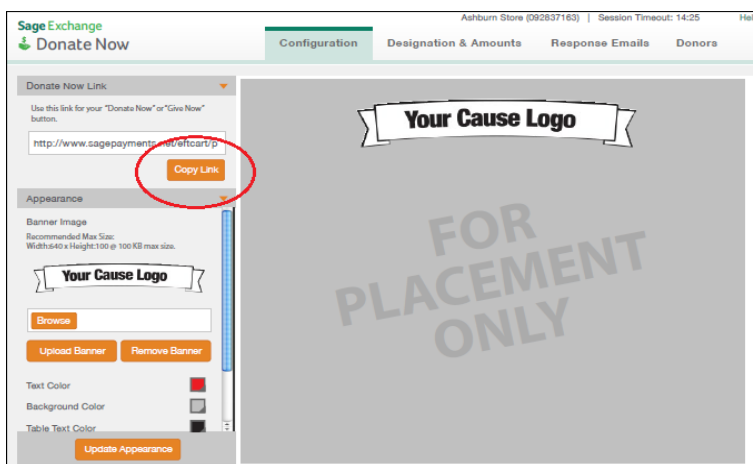 Ashburn Store (092837163) | Session Timeout: 14:25
Sage Exchange
Donate Now
Configuration Designation & Amounts Response Emails Donors
Donate Now Link
Use this link for your "Donate Now" or "Give Now"
button.
http://www.sagepayments.net/eftcart/p
Copy Link
Appearance
Banner Image
Recommended Max Size:
Width:640 x Height:100 @ 100 KB max size.
Your Cause Logo
Browse
Upload Banner Remove Banner
Text Color
Background Color
Table Text Color
Update Appearance
Your Cause Logo
FOR
PLACEMENT
ONLY